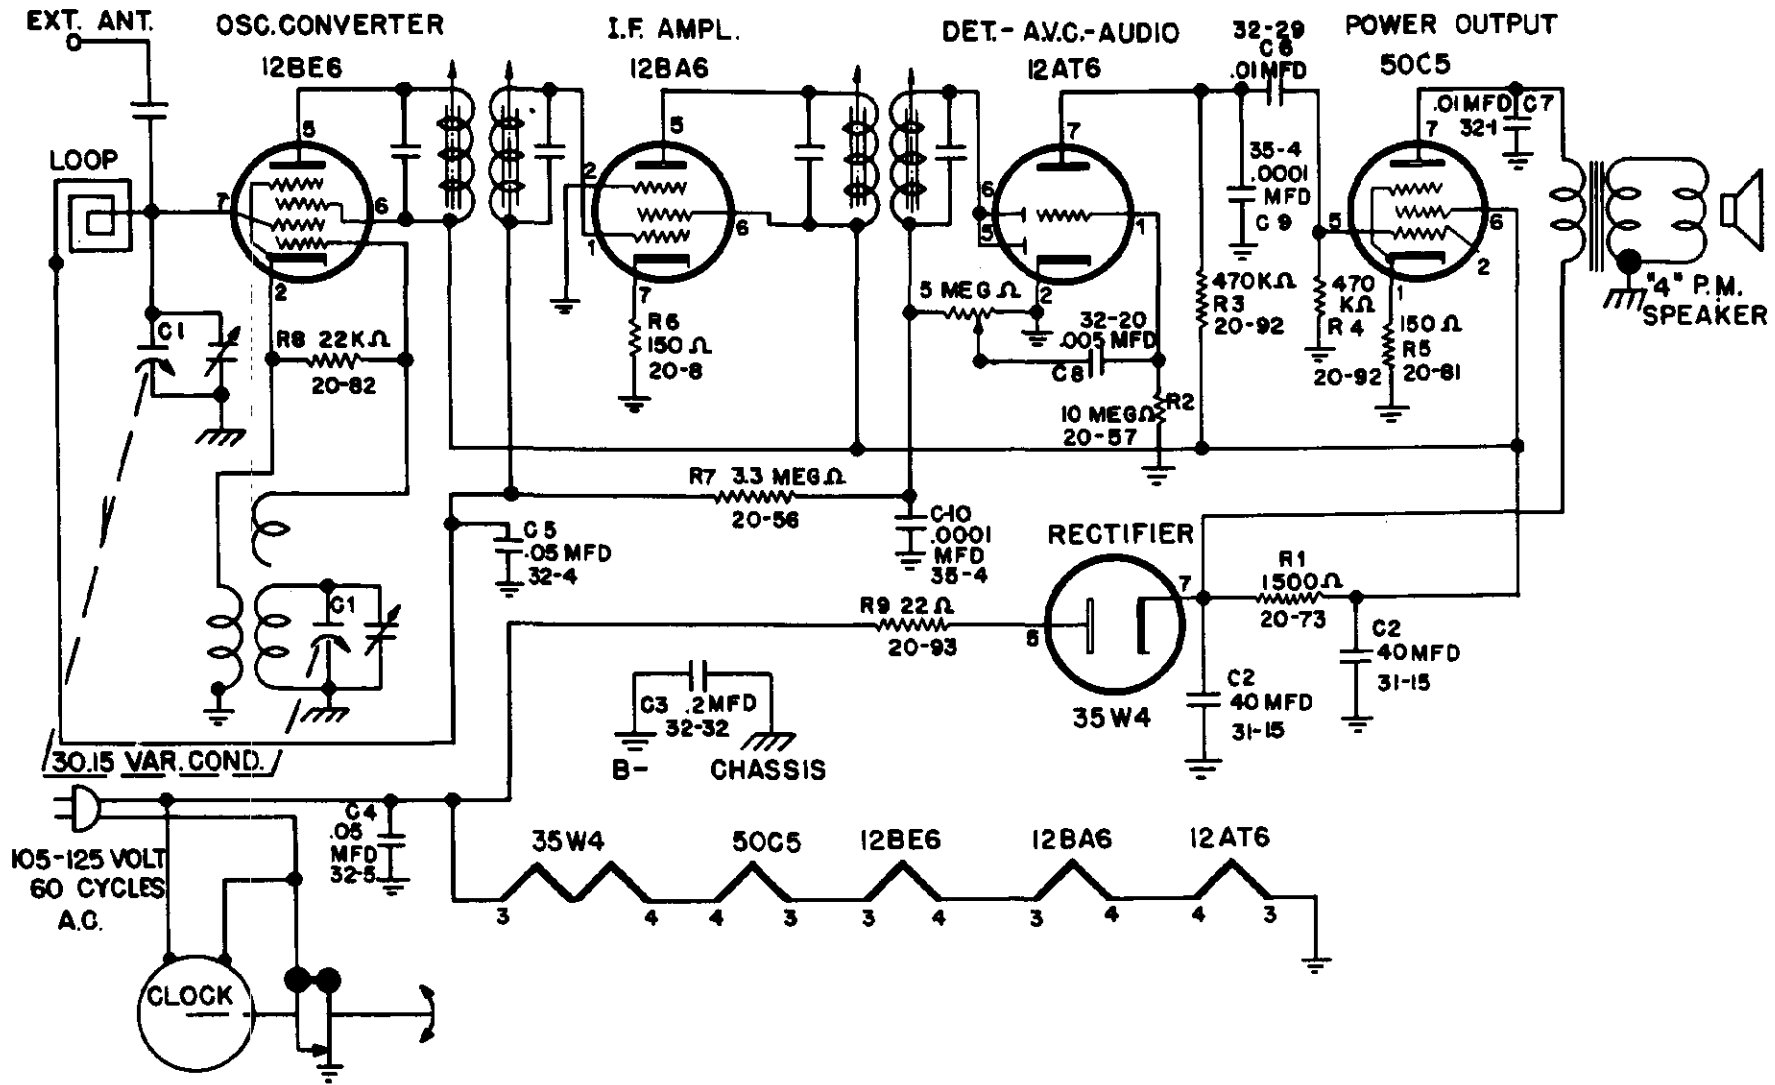 EXT. ANT.
OSC. CONVERTER
12BE6
I.F. AMPL.
12BA6
DET.-A.V.C.-AUDIO
12AT6
32-29
C6
.01MFD
POWER OUTPUT
50C5
.01MFD C7
32-1
LOOP
5
7
6
2
5
2
1
6
7
7
6
5
1
2
7
5
6
2
1
35-4
.0001
MFD
C9
C1
R8 22KΩ
20-82
R6
150Ω
20-8
5 MEGΩ
32-20
.005 MFD
C8
10 MEGΩ
R2
20-57
470KΩ
R3
20-92
470
KΩ
R4
20-92
150Ω
R5
20-81
"4" P.M.
SPEAKER
R7 3.3 MEGΩ
20-56
C5
.05 MFD
32-4
C-10
.0001
MFD
35-4
RECTIFIER
7
5
35W4
R1
1500Ω
20-73
C2
40MFD
31-15
C2
40MFD
31-15
R9 22Ω
20-93
C1
C3 .2MFD
32-32
B-
CHASSIS
30.15 VAR. COND.
105-125 VOLT
60 CYCLES
A.C.
C4
.05
MFD
32-5
35W4
50C5
12BE6
12BA6
12AT6
3
4
4
3
3
4
3
4
4
3
CLOCK